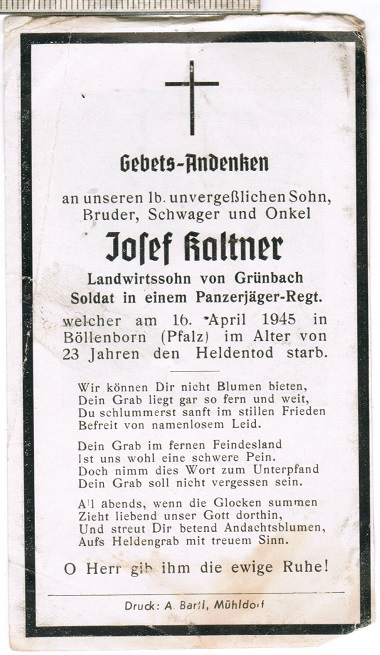 Gebets-Andenken
an unseren lb. unvergeßlichen Sohn,
Bruder, Schwager und Onkel
Josef Kaltner
Landwirtssohn von Grünbach
Soldat in einem Panzerjäger-Regt.
welcher am 16. April 1945 in
Böllenborn (Pfalz) im Alter von
23 Jahren den Heldentod starb.
Wir können Dir nicht Blumen bieten,
Dein Grab liegt gar so fern und weit,
Du schlummerst sanft im stillen Frieden
Befreit von namenlosem Leid.
Dein Grab im fernen Feindesland
Ist uns wohl eine schwere Pein.
Doch nimm dies Wort zum Unterpfand
Dein Grab soll nicht vergessen sein.
All abends, wenn die Glocken summen
Zieht liebend unser Gott dorthin,
Und streut Dir betend Andachtsblumen,
Aufs Heldengrab mit treuem Sinn.
O Herr gib ihm die ewige Ruhe!
Druck: A. Bartl, Mühldorf